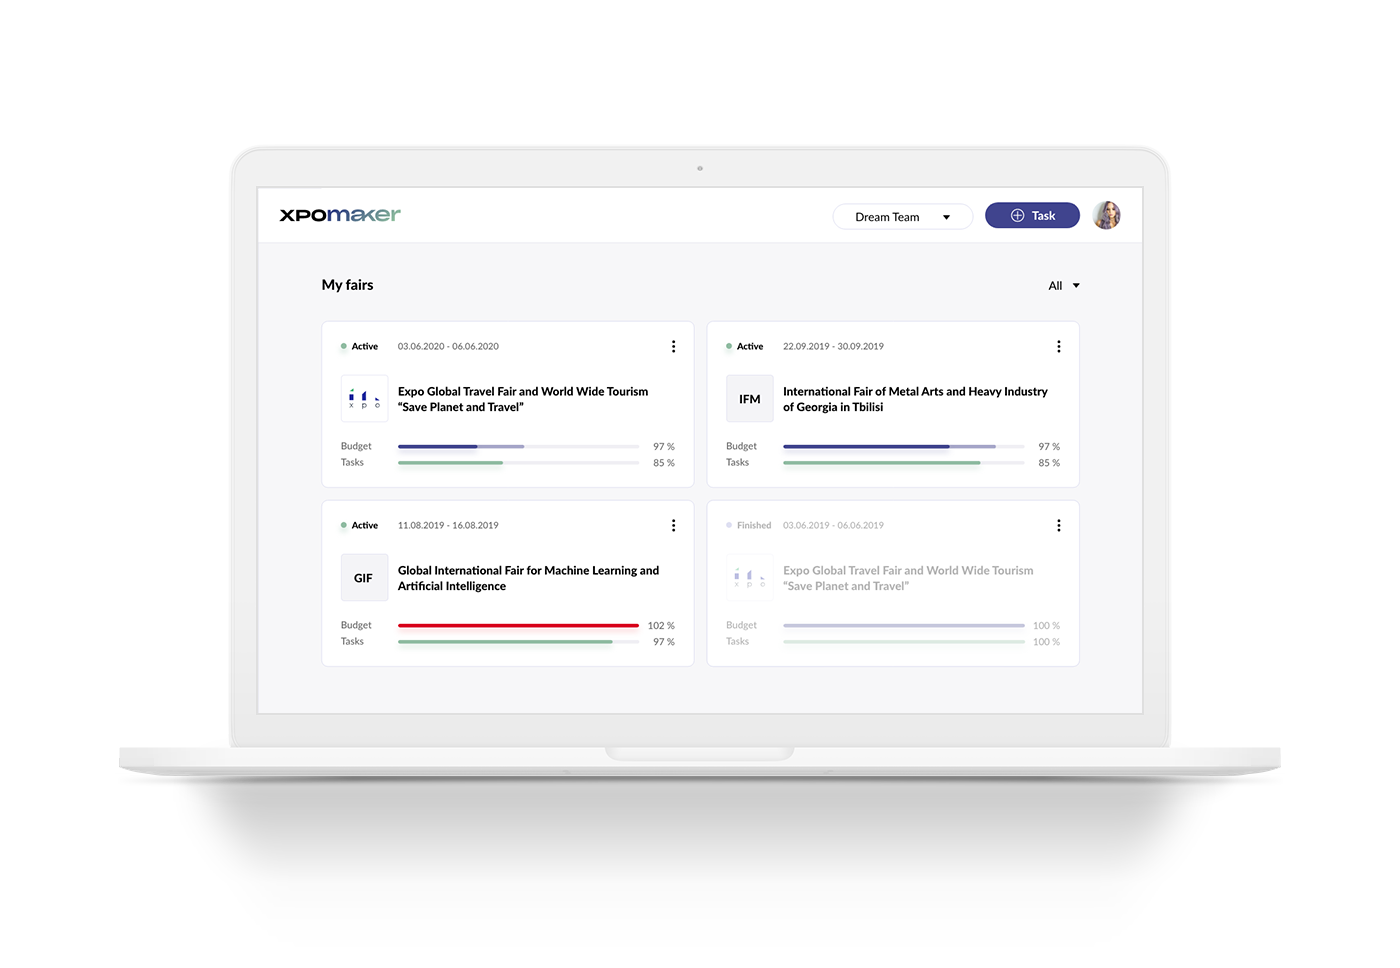 xpomaker
Dream Team
Task
My fairs
All
Active 03.06.2020 - 06.06.2020
xpo
Expo Global Travel Fair and World Wide Tourism
“Save Planet and Travel”
Budget 97 %
Tasks 85 %
Active 22.09.2019 - 30.09.2019
IFM
International Fair of Metal Arts and Heavy Industry
of Georgia in Tbilisi
Budget 97 %
Tasks 85 %
Active 11.08.2019 - 16.08.2019
GIF
Global International Fair for Machine Learning and
Artificial Intelligence
Budget 102 %
Tasks 97 %
Finished 03.06.2019 - 06.06.2019
xpo
Expo Global Travel Fair and World Wide Tourism
“Save Planet and Travel”
Budget 100 %
Tasks 100 %